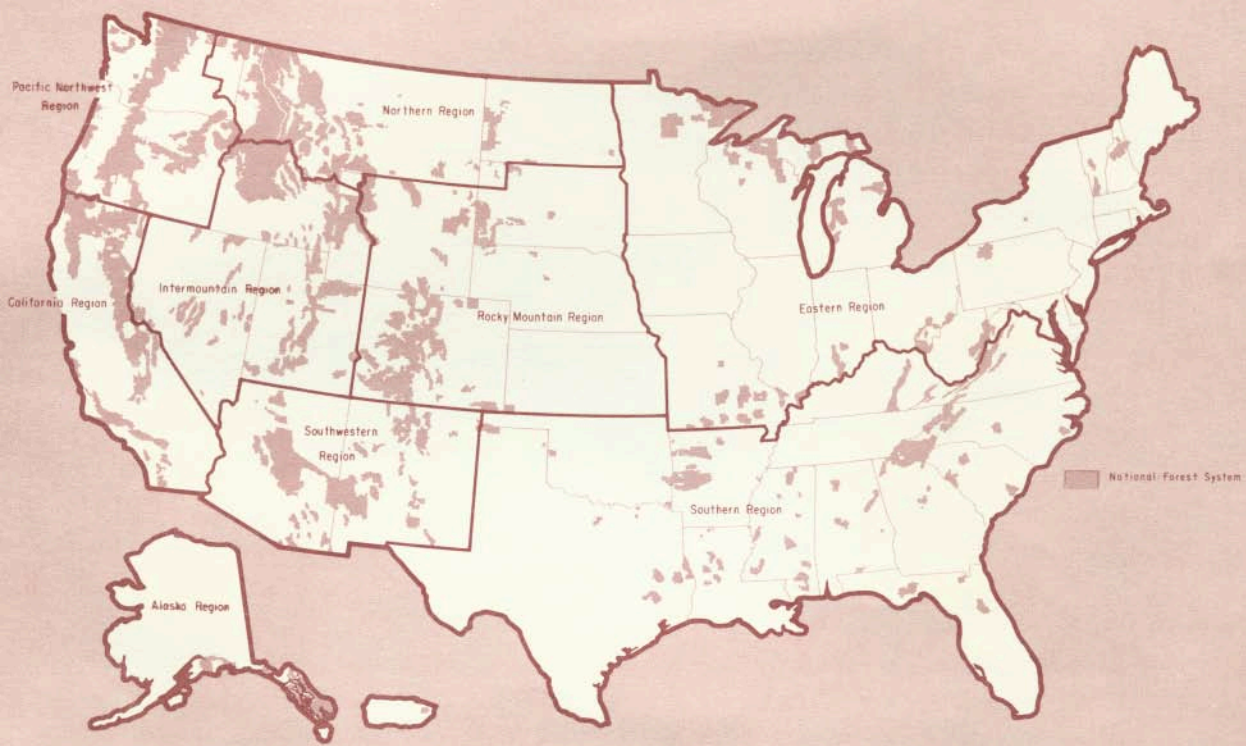 Pacific Northwest
Region
Northern Region
California Region
Intermountain Region
Rocky Mountain Region
Eastern Region
Southwestern
Region
Southern Region
National Forest System
Alaska Region